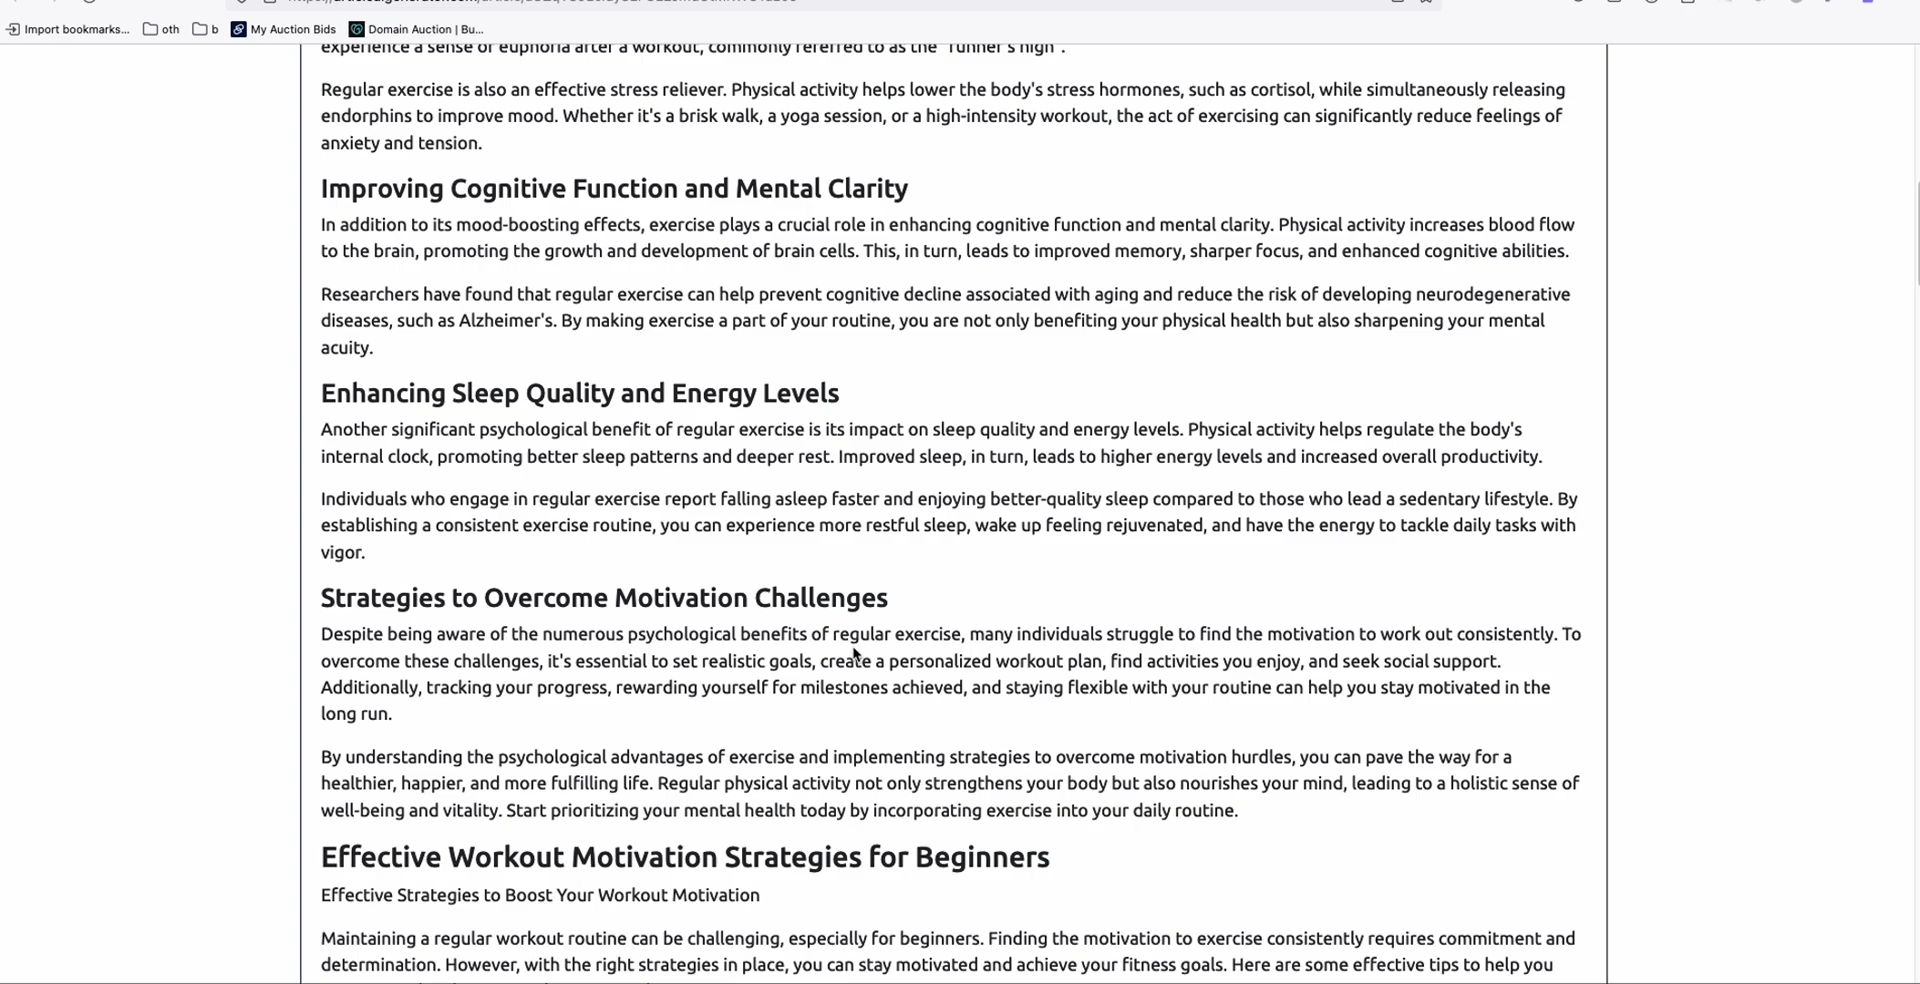 Import bookmarks...
oth
b
My Auction Bids
Domain Auction | Bu...
experience a sense of euphoria after a workout, commonly referred to as the "runner's high".
Regular exercise is also an effective stress reliever. Physical activity helps lower the body's stress hormones, such as cortisol, while simultaneously releasing
endorphins to improve mood. Whether it's a brisk walk, a yoga session, or a high-intensity workout, the act of exercising can significantly reduce feelings of
anxiety and tension.
Improving Cognitive Function and Mental Clarity
In addition to its mood-boosting effects, exercise plays a crucial role in enhancing cognitive function and mental clarity. Physical activity increases blood flow
to the brain, promoting the growth and development of brain cells. This, in turn, leads to improved memory, sharper focus, and enhanced cognitive abilities.
Researchers have found that regular exercise can help prevent cognitive decline associated with aging and reduce the risk of developing neurodegenerative
diseases, such as Alzheimer's. By making exercise a part of your routine, you are not only benefiting your physical health but also sharpening your mental
acuity.
Enhancing Sleep Quality and Energy Levels
Another significant psychological benefit of regular exercise is its impact on sleep quality and energy levels. Physical activity helps regulate the body's
internal clock, promoting better sleep patterns and deeper rest. Improved sleep, in turn, leads to higher energy levels and increased overall productivity.
Individuals who engage in regular exercise report falling asleep faster and enjoying better-quality sleep compared to those who lead a sedentary lifestyle. By
establishing a consistent exercise routine, you can experience more restful sleep, wake up feeling rejuvenated, and have the energy to tackle daily tasks with
vigor.
Strategies to Overcome Motivation Challenges
Despite being aware of the numerous psychological benefits of regular exercise, many individuals struggle to find the motivation to work out consistently. To
overcome these challenges, it's essential to set realistic goals, create a personalized workout plan, find activities you enjoy, and seek social support.
Additionally, tracking your progress, rewarding yourself for milestones achieved, and staying flexible with your routine can help you stay motivated in the
long run.
By understanding the psychological advantages of exercise and implementing strategies to overcome motivation hurdles, you can pave the way for a
healthier, happier, and more fulfilling life. Regular physical activity not only strengthens your body but also nourishes your mind, leading to a holistic sense of
well-being and vitality. Start prioritizing your mental health today by incorporating exercise into your daily routine.
Effective Workout Motivation Strategies for Beginners
Effective Strategies to Boost Your Workout Motivation
Maintaining a regular workout routine can be challenging, especially for beginners. Finding the motivation to exercise consistently requires commitment and
determination. However, with the right strategies in place, you can stay motivated and achieve your fitness goals. Here are some effective tips to help you